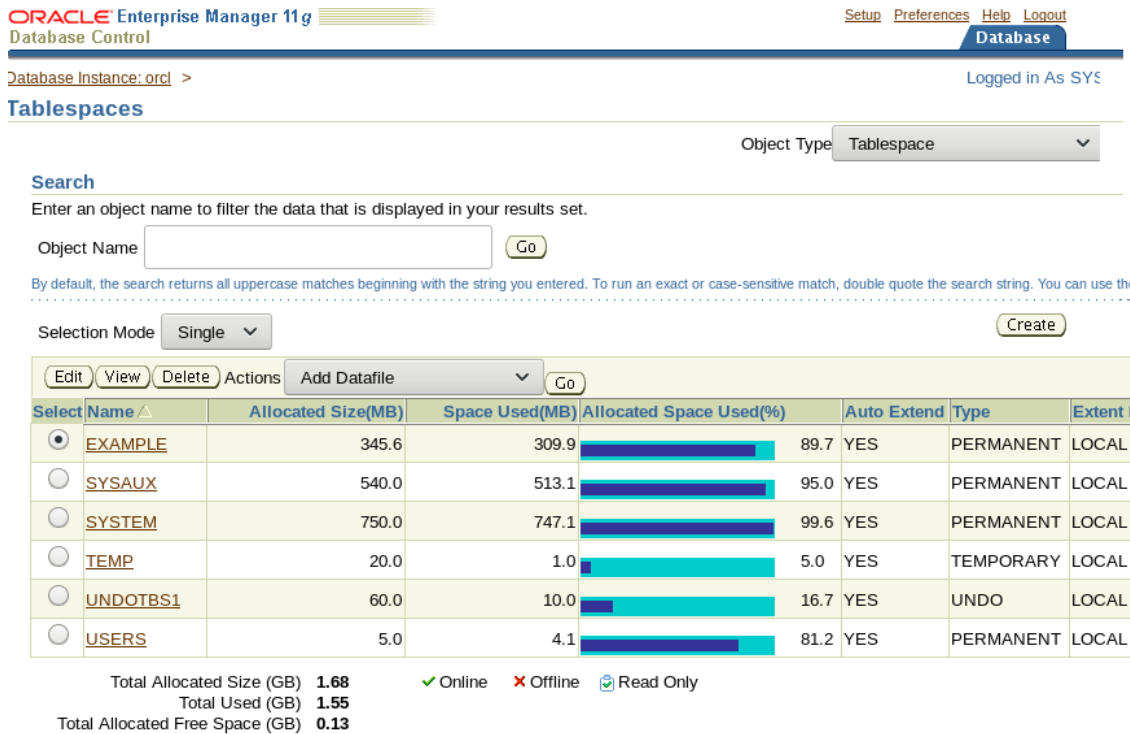 ORACLE Enterprise Manager 11g
Database Control
Setup Preferences Help Logout
Database
Database Instance: orcl >
Logged in As SYS
Tablespaces
Object Type Tablespace
Search
Enter an object name to filter the data that is displayed in your results set.
Object Name Go
By default, the search returns all uppercase matches beginning with the string you entered. To run an exact or case-sensitive match, double quote the search string. You can use the
Selection Mode Single Create
Edit View Delete Actions Add Datafile Go
Select Name Allocated Size(MB) Space Used(MB) Allocated Space Used(%) Auto Extend Type Extent
EXAMPLE 345.6 309.9 89.7 YES PERMANENT LOCAL
SYSAUX 540.0 513.1 95.0 YES PERMANENT LOCAL
SYSTEM 750.0 747.1 99.6 YES PERMANENT LOCAL
TEMP 20.0 1.0 5.0 YES TEMPORARY LOCAL
UNDOTBS1 60.0 10.0 16.7 YES UNDO LOCAL
USERS 5.0 4.1 81.2 YES PERMANENT LOCAL
Total Allocated Size (GB) 1.68 Online Offline Read Only
Total Used (GB) 1.55
Total Allocated Free Space (GB) 0.13